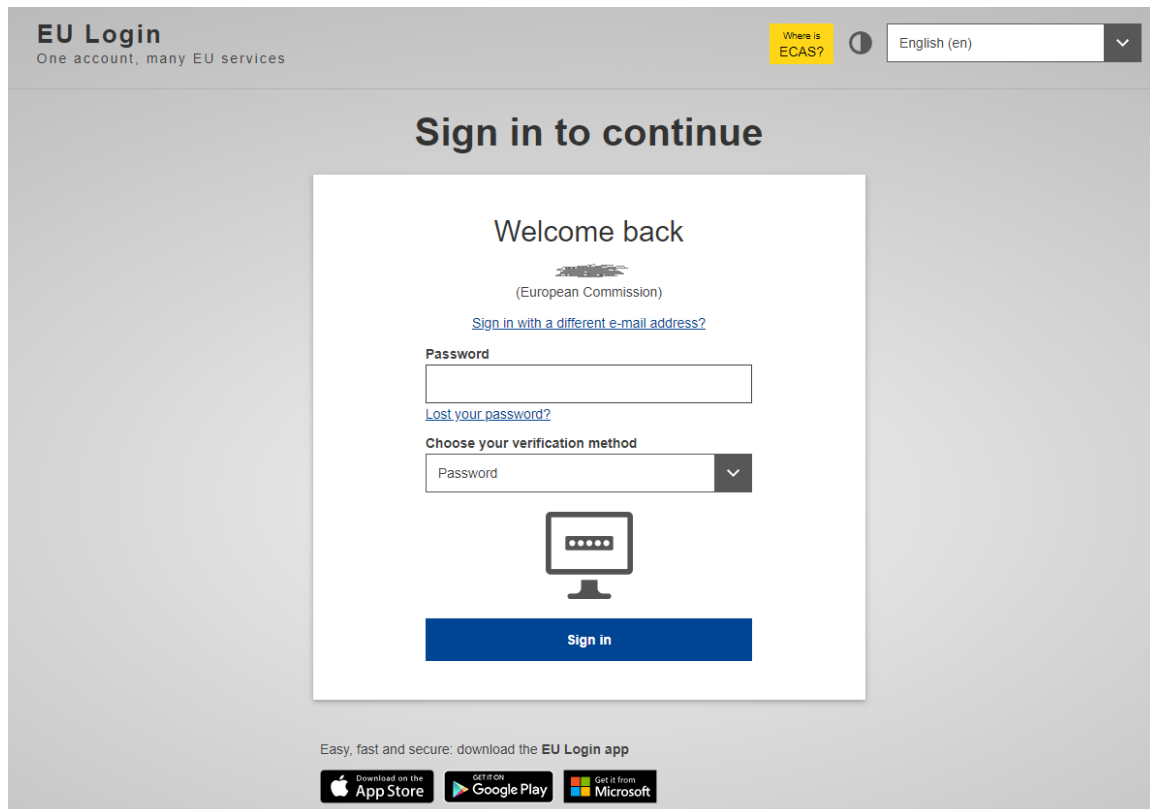 EU Login
One account, many EU services
Where is
ECAS?
English (en)
Sign in to continue
Welcome back
(European Commission)
Sign in with a different e-mail address?
Password
Lost your password?
Choose your verification method
Password
Sign in
Easy, fast and secure: download the EU Login app
Download on the
App Store
GET IT ON
Google Play
Get it from
Microsoft